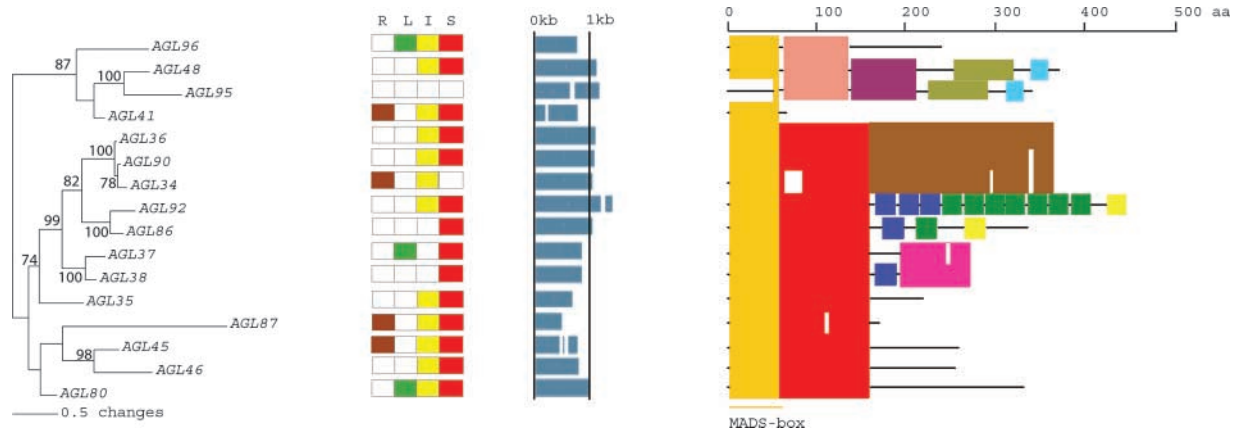 R L I S
0kb 1kb
0 100 200 300 400 500 aa
AGL96
87
AGL48
100
AGL95
AGL41
AGL36
100
AGL90
78
AGL34
82
AGL92
99
100
AGL86
AGL37
74
100
AGL38
AGL35
AGL87
AGL45
98
AGL46
AGL80
0.5 changes
MADS-box